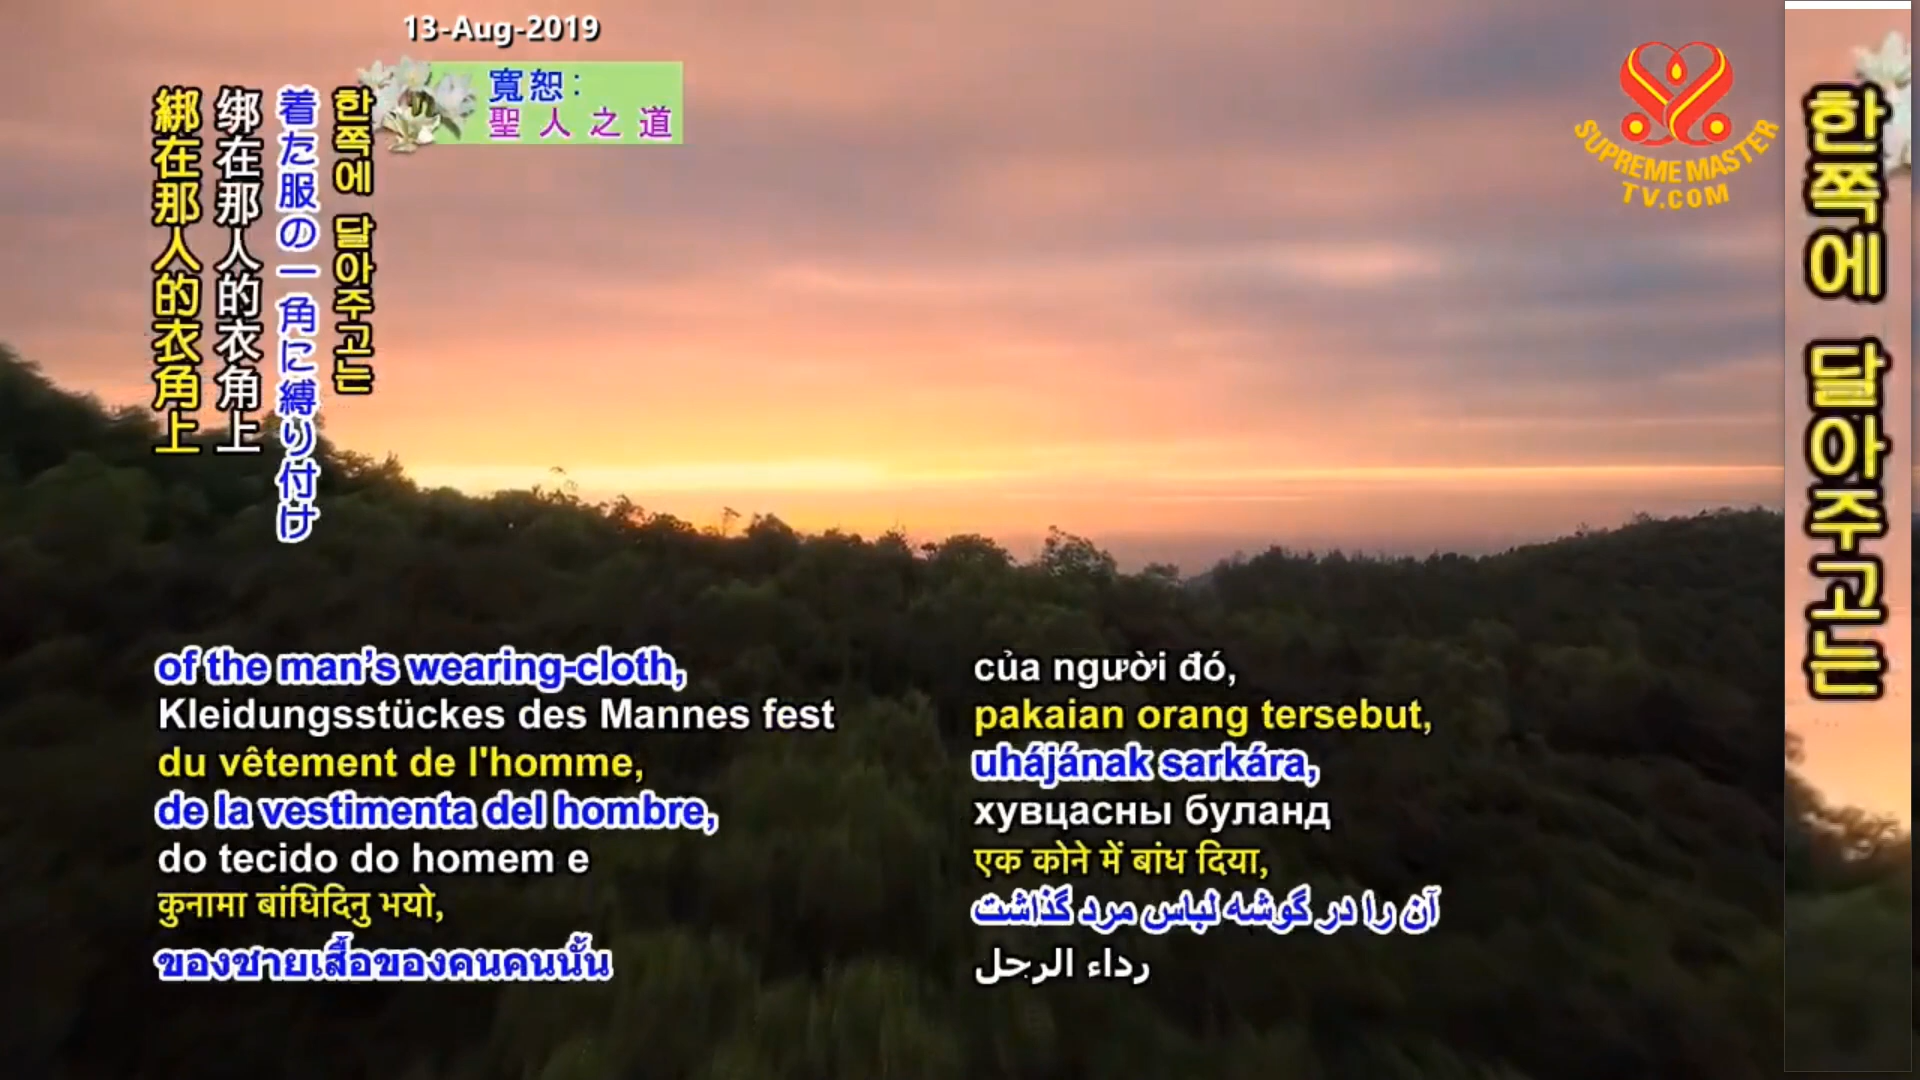 13-Aug-2019
寬恕：
聖人之道
SUPREME MASTER
TV.COM
綁在那人的衣角上
绑在那人的衣角上
着た服の一角に縛り付け
한쪽에 달아주고는
한쪽에 달아주고는
of the man's wearing-cloth,
Kleidungsstückes des Mannes fest
du vêtement de l'homme,
de la vestimenta del hombre,
do tecido do homem e
कुनामा बांधिदिनु भयो,
ของชายเสื้อของคนคนนั้น
của người đó,
pakaian orang tersebut,
uhájának sarkára,
хувцасны буланд
एक कोने में बांध दिया,
آن را در گوشه لباس مرد گذاشت
رداء الرجل